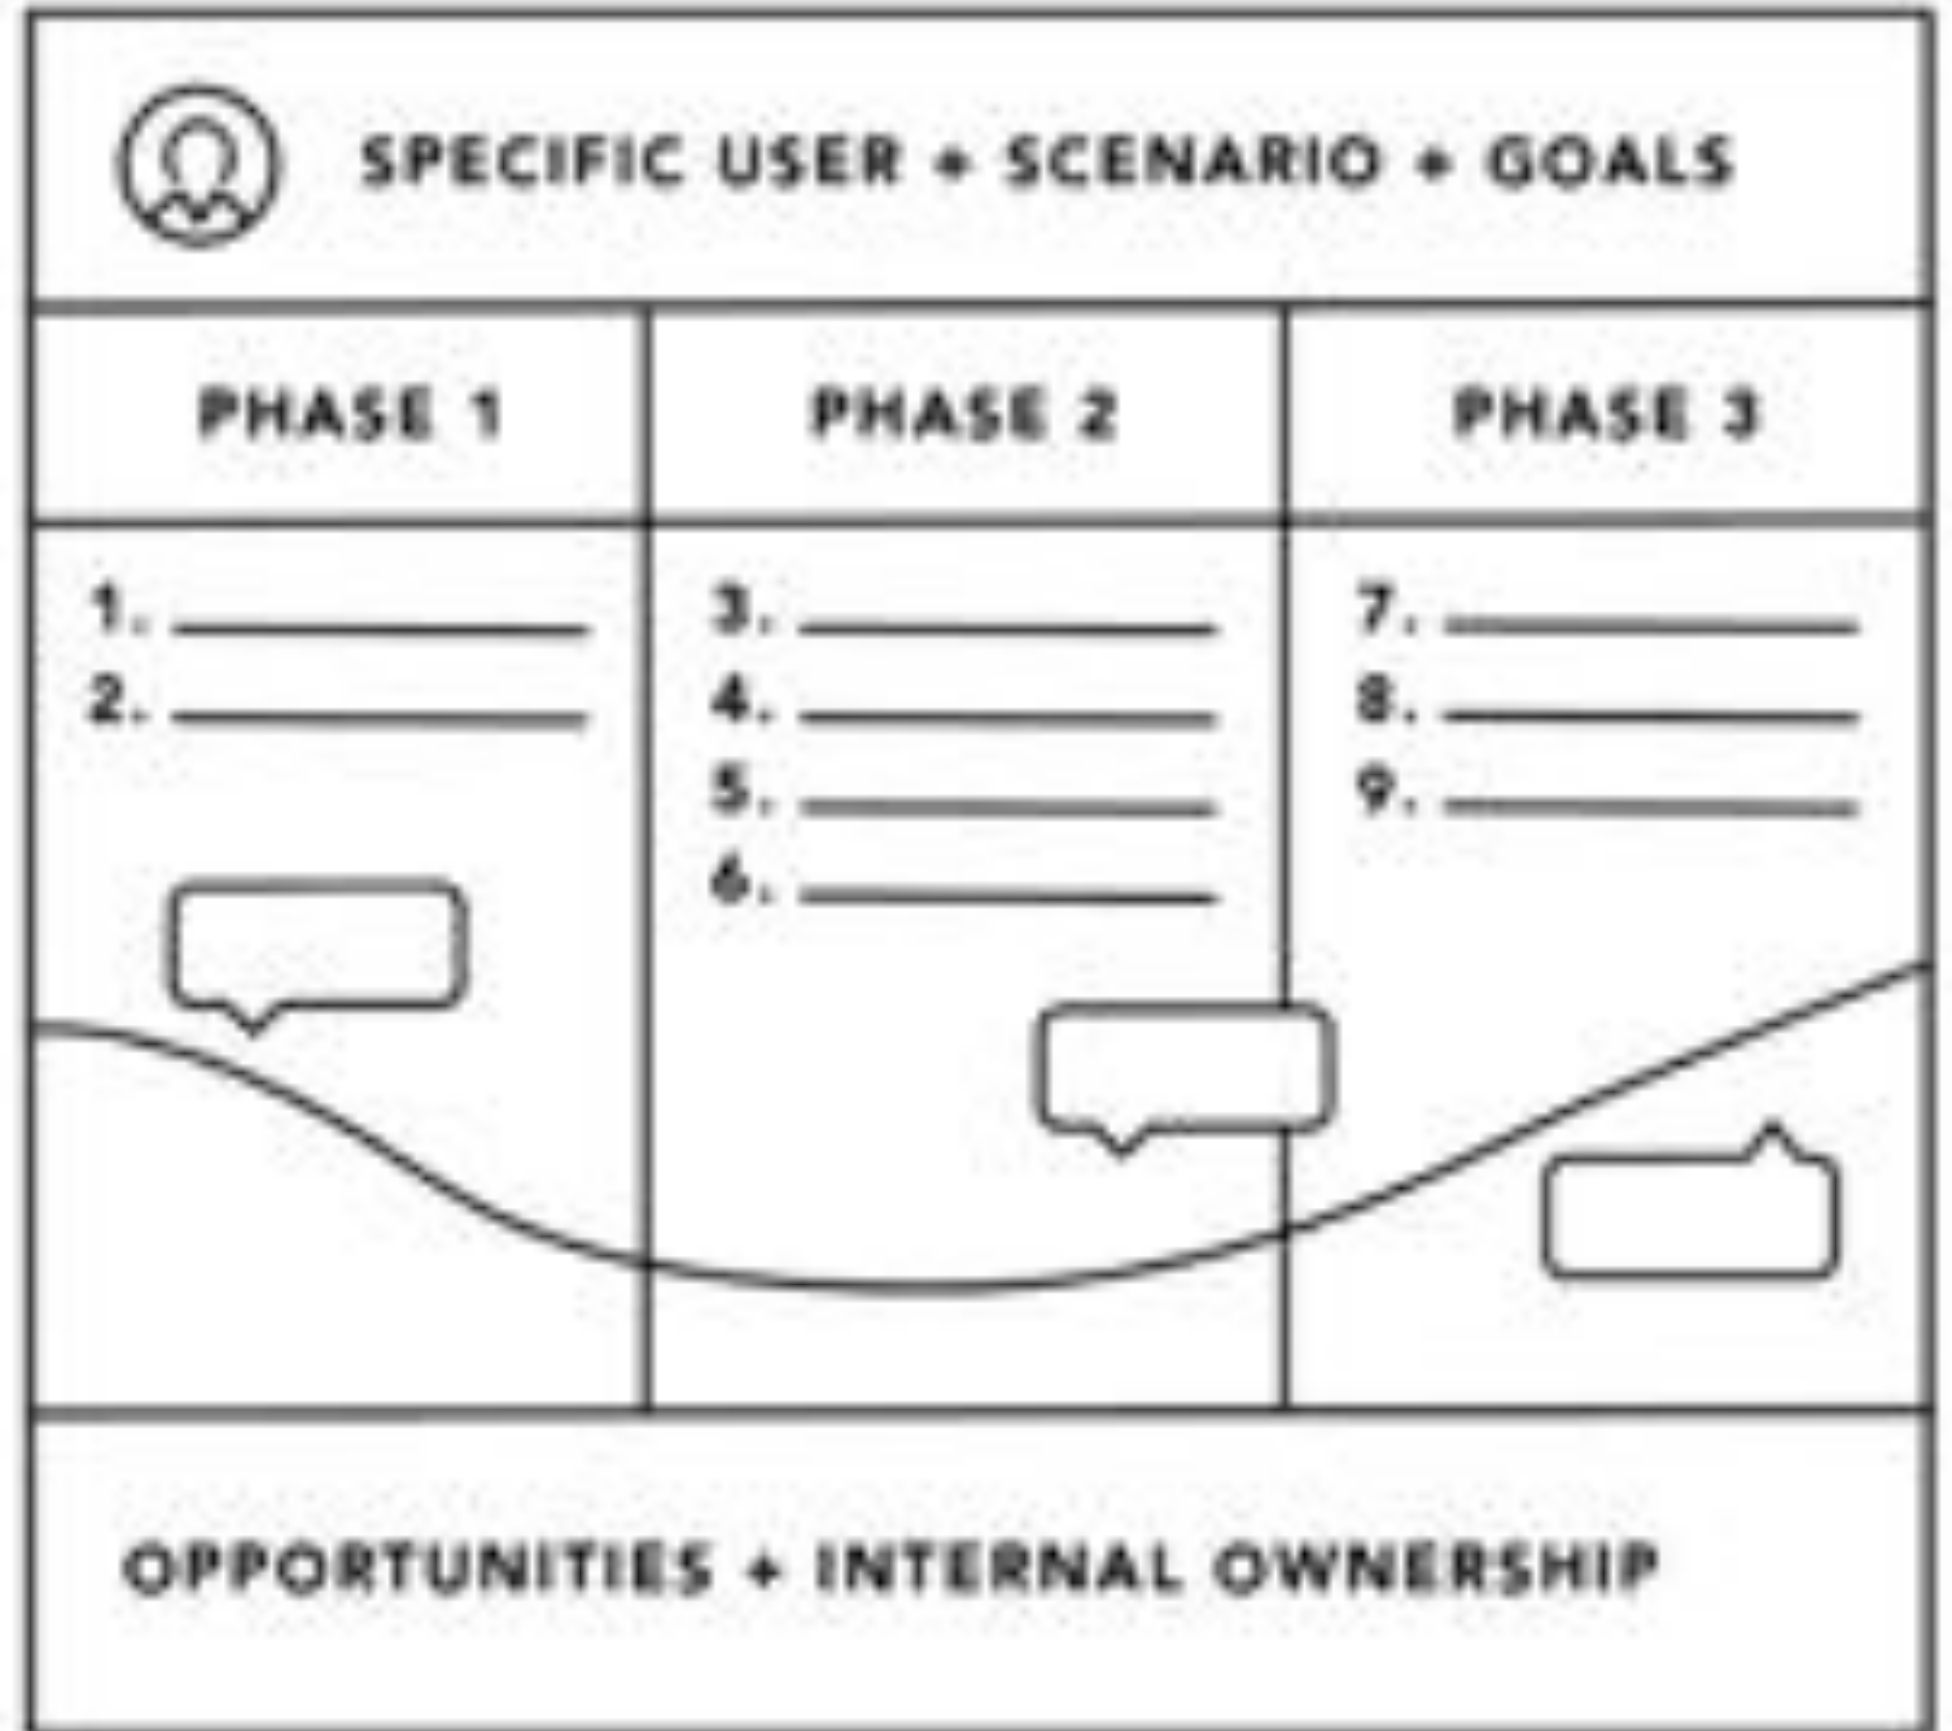 SPECIFIC USER + SCENARIO + GOALS
PHASE 1
PHASE 2
PHASE 3
1.
2.
3.
4.
5.
6.
7.
8.
9.
OPPORTUNITIES + INTERNAL OWNERSHIP